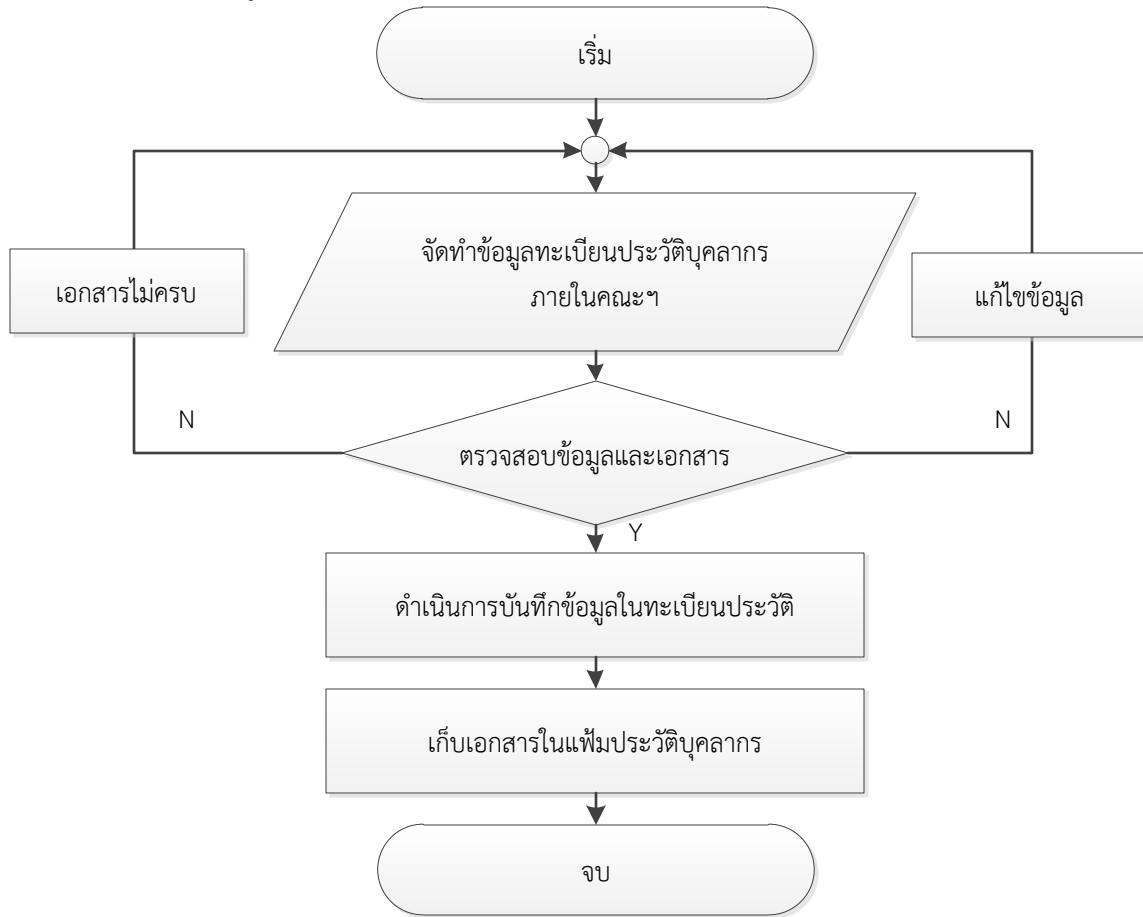 เริ่ม
จัดทำข้อมูลทะเบียนประวัติบุคลากร
ภายในคณะฯ
เอกสารไม่ครบ
แก้ไขข้อมูล
N
N
ตรวจสอบข้อมูลและเอกสาร
Y
ดำเนินการบันทึกข้อมูลในทะเบียนประวัติ
เก็บเอกสารในแฟ้มประวัติบุคลากร
จบ